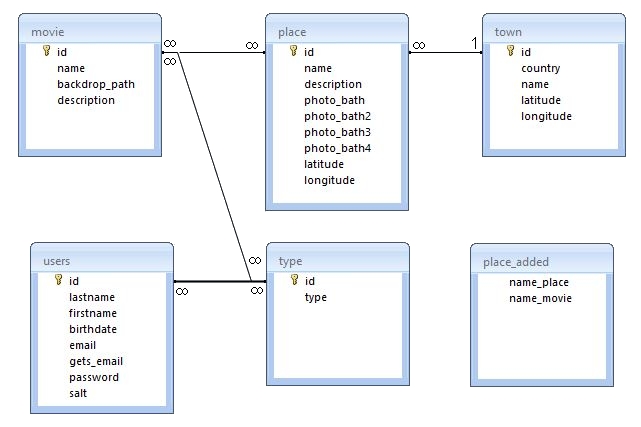 movie
id
name
backdrop_path
description
∞
∞
∞
place
id
name
description
photo_bath
photo_bath2
photo_bath3
photo_bath4
latitude
longitude
∞
1
town
id
country
name
latitude
longitude
users
id
lastname
firstname
birthdate
email
gets_email
password
salt
∞
∞
∞
type
id
type
place_added
name_place
name_movie